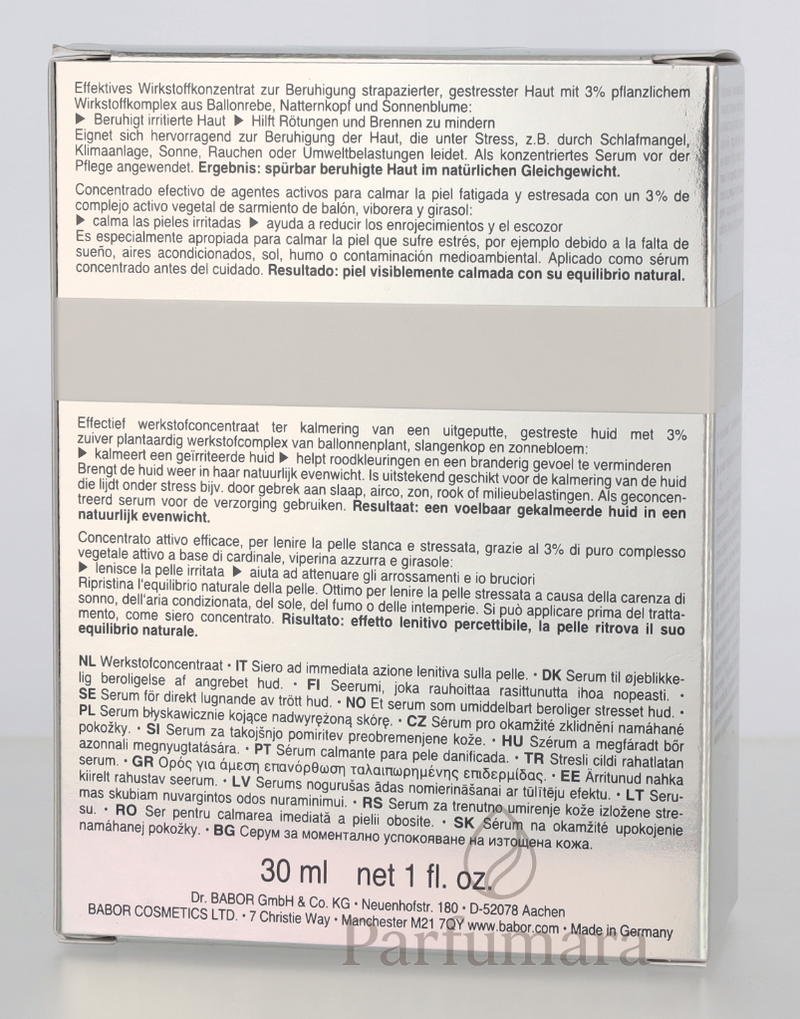 Effektives Wirkstoffkonzentrat zur Beruhigung strapazierter, gestresster Haut mit 3% pflanzlichem
Wirkstoffkomplex aus Ballonrebe, Natternkopf und Sonnenblume:
▶ Beruhigt irritierte Haut ▶ Hilft Rötungen und Brennen zu mindern
Eignet sich hervorragend zur Beruhigung der Haut, die unter Stress, z.B. durch Schlafmangel,
Klimaanlage, Sonne, Rauchen oder Umweltbelastungen leidet. Als konzentriertes Serum vor der
Pflege angewendet. Ergebnis: spürbar beruhigte Haut im natürlichen Gleichgewicht.
Concentrado efectivo de agentes activos para calmar la piel fatigada y estresada con un 3% de
complejo activo vegetal de sarmiento de balón, viborera y girasol:
▶ calma las pieles irritadas ▶ ayuda a reducir los enrojecimientos y el escozor
Es especialmente apropiada para calmar la piel que sufre estrés, por ejemplo debido a la falta de
sueño, aires acondicionados, sol, humo o contaminación medioambiental. Aplicado como sérum
concentrado antes del cuidado. Resultado: piel visiblemente calmada con su equilibrio natural.
Effectief werkstofconcentraat ter kalmering van een uitgeputte, gestreste huid met 3%
zuiver plantaardig werkstofcomplex van ballonnenplant, slangenkop en zonnebloem:
▶ kalmeert een geïrriteerde huid ▶ helpt roodkleuringen en een branderig gevoel te verminderen
Brengt de huid weer in haar natuurlijk evenwicht. Is uitstekend geschikt voor de kalmering van de huid
die lijdt onder stress bijv. door gebrek aan slaap, airco, zon, rook of milieubelastingen. Als geconcen-
treerd serum voor de verzorging gebruiken. Resultaat: een voelbaar gekalmeerde huid in een
natuurlijk evenwicht.
Concentrato attivo efficace, per lenire la pelle stanca e stressata, grazie al 3% di puro complesso
vegetale attivo a base di cardinale, viperina azzurra e girasole:
▶ lenisce la pelle irritata ▶ aiuta ad attenuare gli arrossamenti e io bruciori
Ripristina l'equilibrio naturale della pelle. Ottimo per lenire la pelle stressata a causa della carenza di
sonno, dell'aria condizionata, del sole, del fumo o delle intemperie. Si può applicare prima del tratta-
mento, come siero concentrato. Risultato: effetto lenitivo percettibile, la pelle ritrova il suo
equilibrio naturale.
NL Werkstofconcentraat • IT Siero ad immediata azione lenitiva sulla pelle. • DK Serum til øjeblikke-
lig beroligelse af angrebet hud. • FI Seerumi, joka rauhoittaa rasittunutta ihoa nopeasti. •
SE Serum för direkt lugnande av trött hud. • NO Et serum som umiddelbart beroliger stresset hud. •
PL Serum błyskawicznie kojące nadwyrężoną skórę. • CZ Sérum pro okamžité zklidnění namáhané
pokožky. • SI Serum za takojšnjo pomiritev preobremenjene kože. • HU Szérum a megfáradt bőr
azonnali megnyugtatására. • PT Sérum calmante para pele danificada. • TR Stresli cildi rahatlatan
serum. • GR Ορός για άμεση επανόρθωση ταλαιπωρημένης επιδερμίδας. • EE Ärritunud nahka
kiirelt rahustav seerum. • LV Serums nogurušas ādas nomierināšanai ar tūlītēju efektu. • LT Seru-
mas skubiam nuvargintos odos nuraminimui. • RS Serum za trenutno umirenje kože izložene stre-
su. • RO Ser pentru calmarea imediată a pielii obosite. • SK Sérum na okamžité upokojenie
namáhanej pokožky. • BG Серум за моментално успокояване на изтощена кожа.
30 ml net 1 fl. oz.
Dr. BABOR GmbH & Co. KG • Neuenhofstr. 180 • D-52078 Aachen
BABOR COSMETICS LTD. • 7 Christie Way • Manchester M21 7QY www.babor.com • Made in Germany
Parfumara